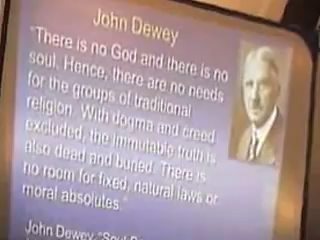 John Dewey
"There is no God and there is no
soul. Hence, there are no needs
for the groups of traditional
religion. With dogma and creed
excluded, the immutable truth is
also dead and buried. There is
no room for fixed, natural laws or
moral absolutes."
John Dewey, "Soul